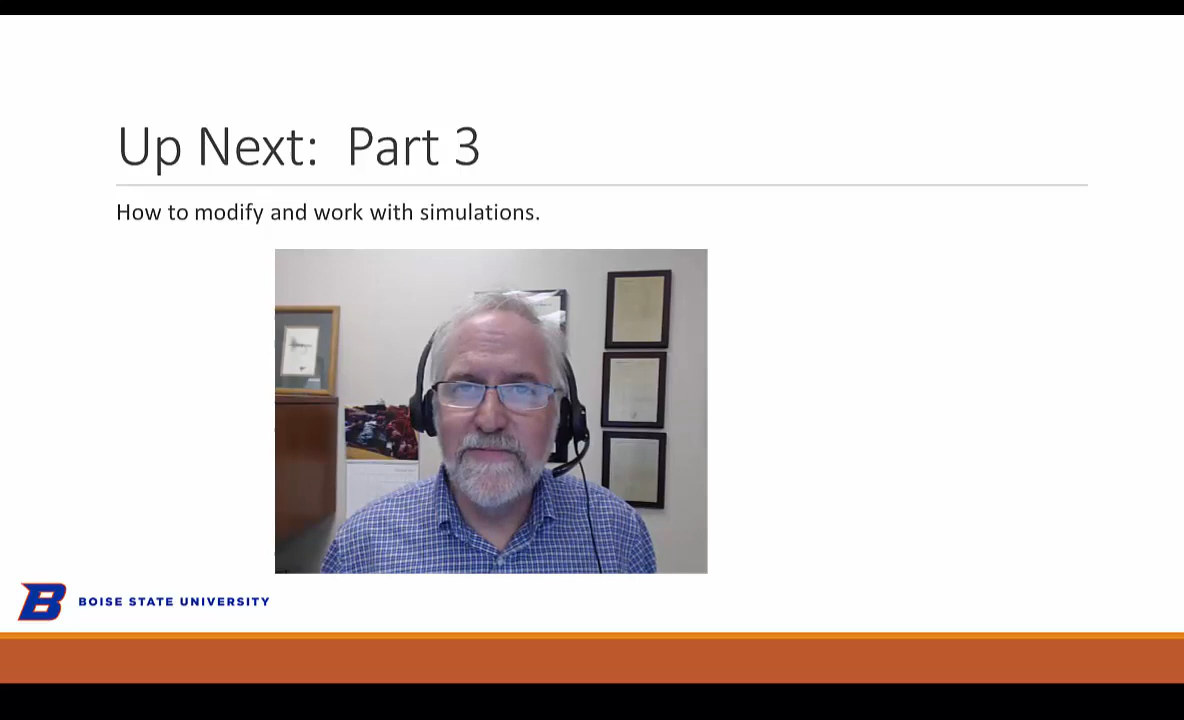 Up Next:  Part 3
How to modify and work with simulations.
B BOISE STATE UNIVERSITY